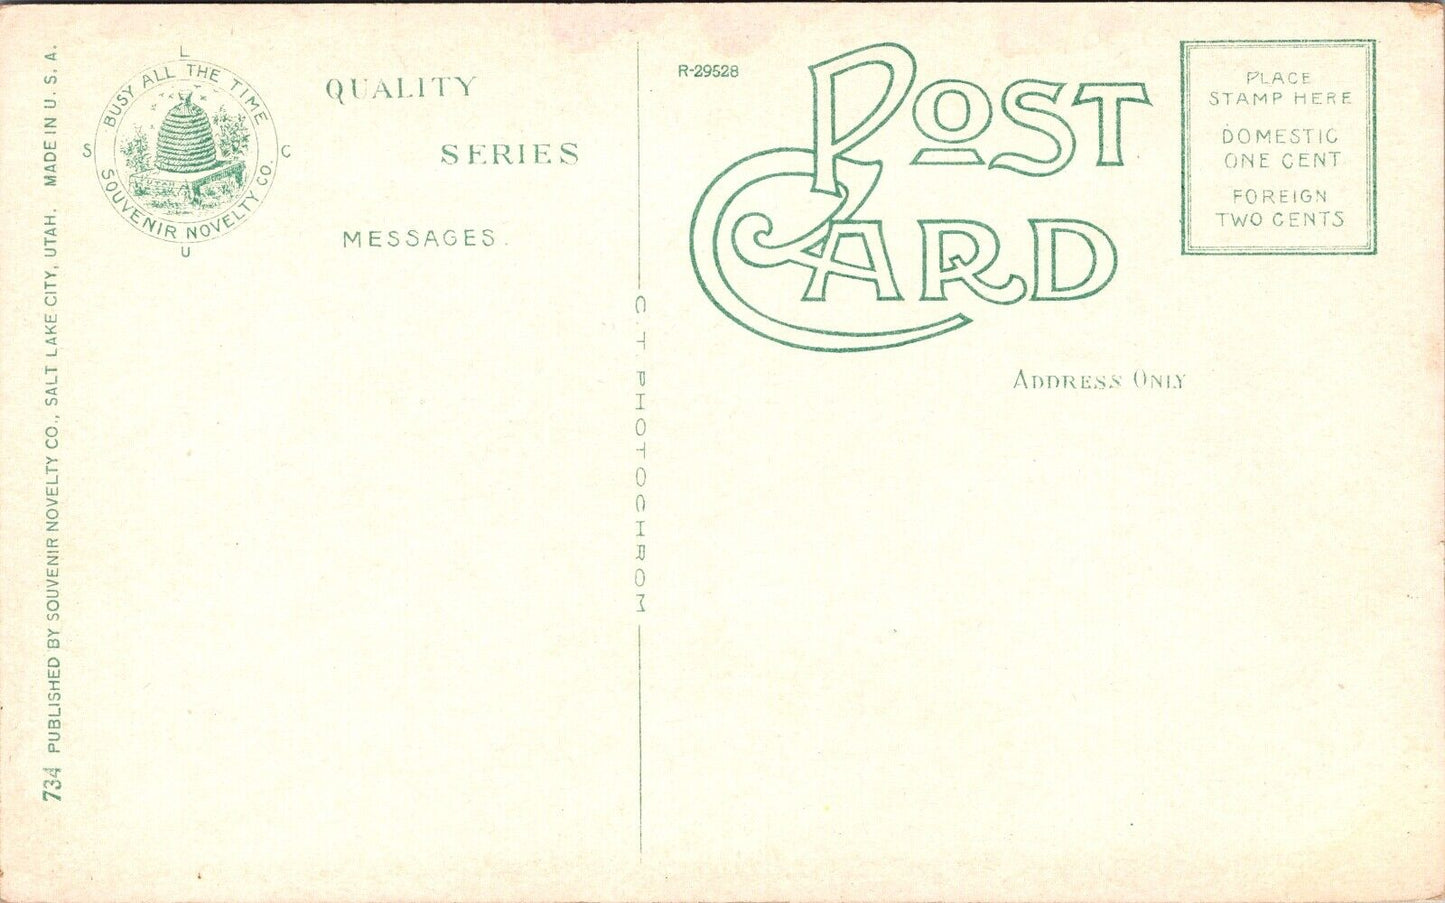 734 PUBLISHED BY SOUVENIR NOVELTY CO., SALT LAKE CITY, UTAH. MADE IN U. S. A.
L
BUSY ALL THE TIME
S C
SOUVENIR NOVELTY CO.
U
QUALITY
SERIES
MESSAGES.
C. T. PHOTOCHROM
R-29528
POST
CARD
PLACE
STAMP HERE
DOMESTIC
ONE CENT
FOREIGN
TWO CENTS
ADDRESS ONLY